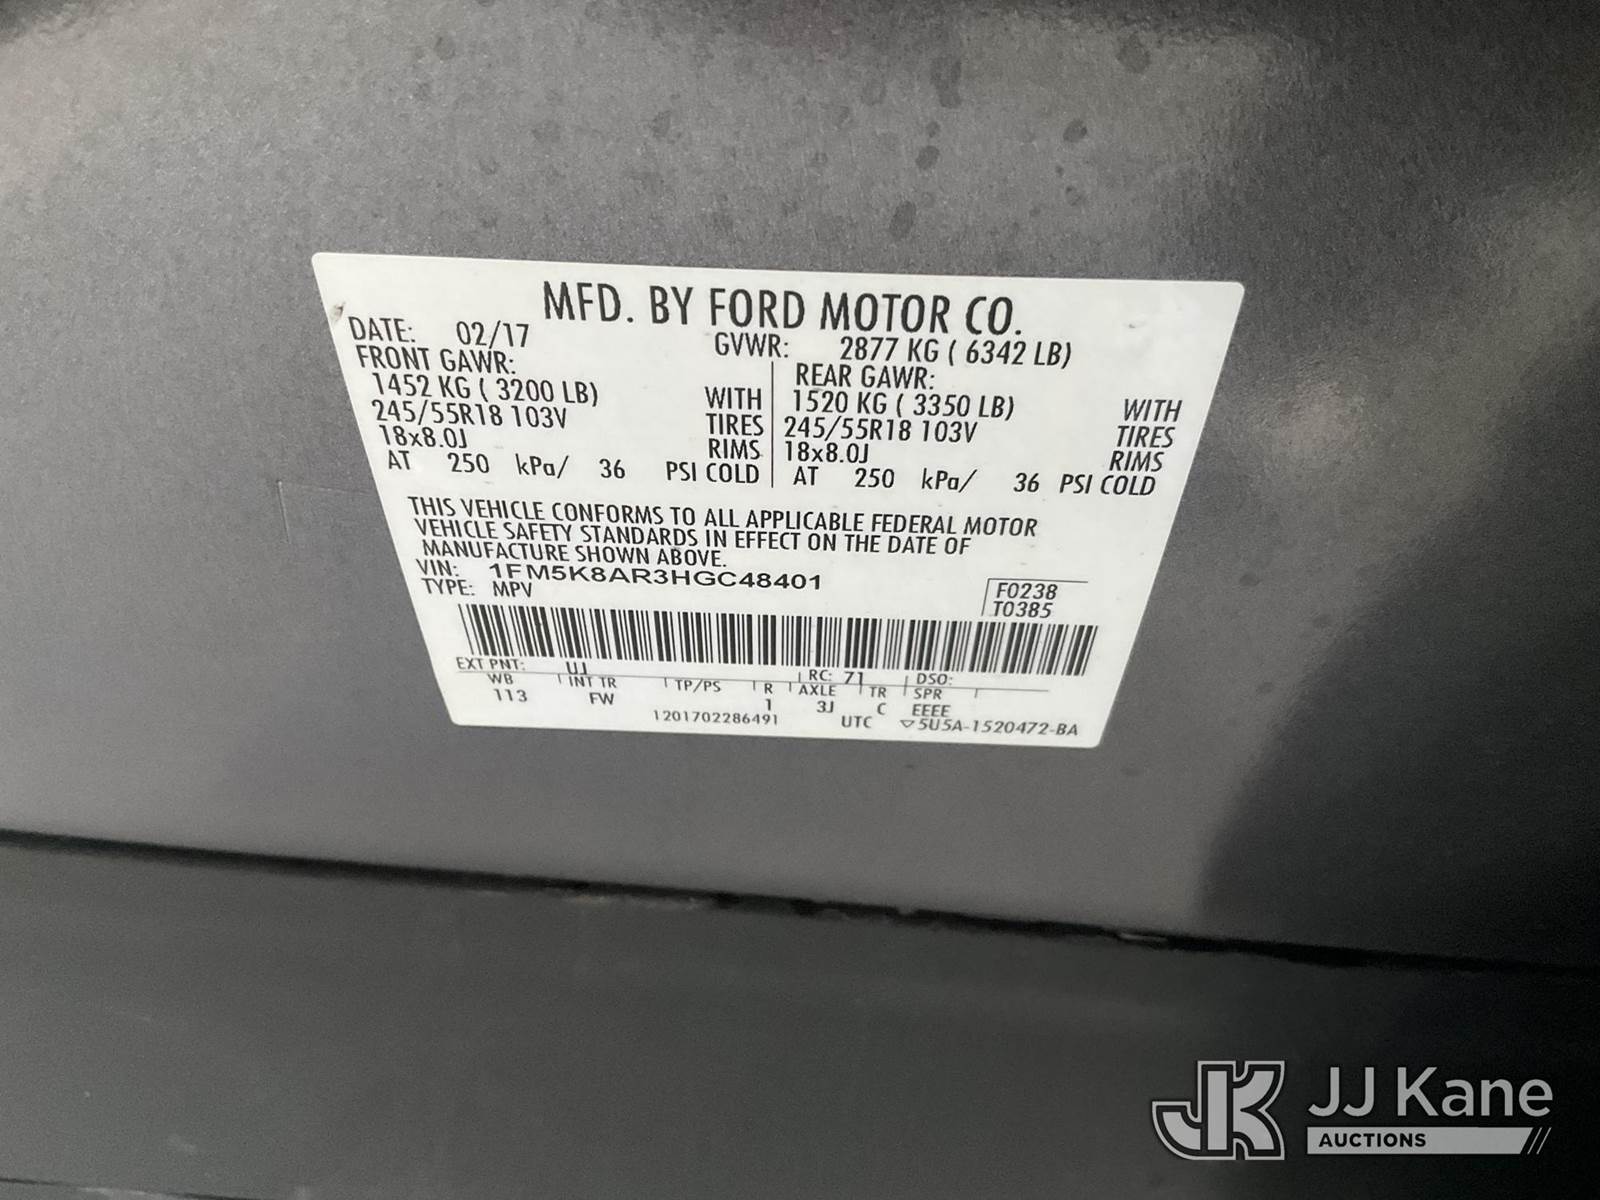 MFD. BY FORD MOTOR CO.
DATE: 02/17 GVWR: 2877 KG ( 6342 LB)
FRONT GAWR: REAR GAWR:
1452 KG ( 3200 LB) WITH 1520 KG ( 3350 LB) WITH
245/55R18 103V TIRES 245/55R18 103V TIRES
18x8.0J RIMS 18x8.0J RIMS
AT 250 kPa/ 36 PSI COLD AT 250 kPa/ 36 PSI COLD
THIS VEHICLE CONFORMS TO ALL APPLICABLE FEDERAL MOTOR
VEHICLE SAFETY STANDARDS IN EFFECT ON THE DATE OF
MANUFACTURE SHOWN ABOVE.
VIN: 1FM5K8AR3HGC48401
TYPE: MPV
F0238
T0385
EXT PNT: UJ RC: 71 DSO:
WB INT TR TP/PS R AXLE TR SPR
113 FW 1 3J C EEEE
1201702286491 UTC ▽5U5A-1520472-BA
JK JJ Kane
AUCTIONS